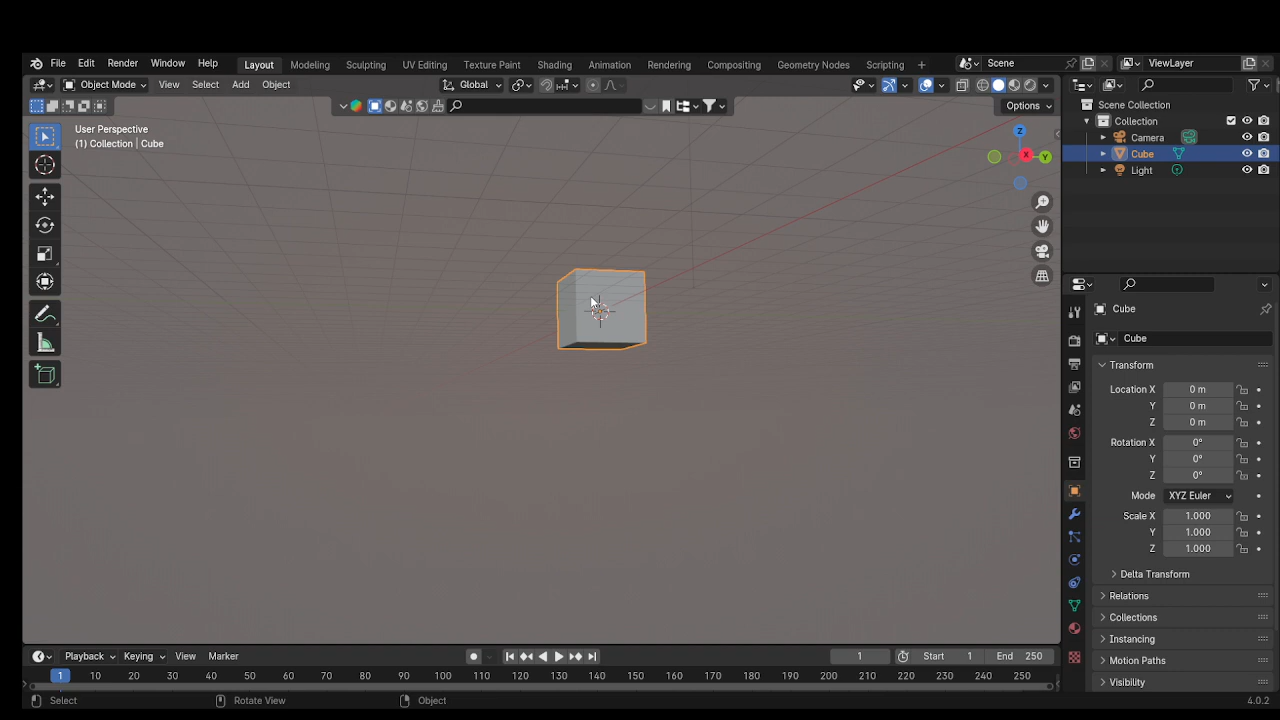 File Edit Render Window Help Layout Modeling Sculpting UV Editing Texture Paint Shading Animation Rendering Compositing Geometry Nodes Scripting + Scene ViewLayer
Object Mode View Select Add Object Global
Options
User Perspective
(1) Collection | Cube
Z
X
Y
Scene Collection
Collection
Camera
Cube
Light
Cube
Cube
Transform
Location X 0 m
Y 0 m
Z 0 m
Rotation X 0°
Y 0°
Z 0°
Mode XYZ Euler
Scale X 1.000
Y 1.000
Z 1.000
Delta Transform
Relations
Collections
Instancing
Motion Paths
Visibility
Playback Keying View Marker 1 Start 1 End 250
1 10 20 30 40 50 60 70 80 90 100 110 120 130 140 150 160 170 180 190 200 210 220 230 240 250
Select Rotate View Object 4.0.2